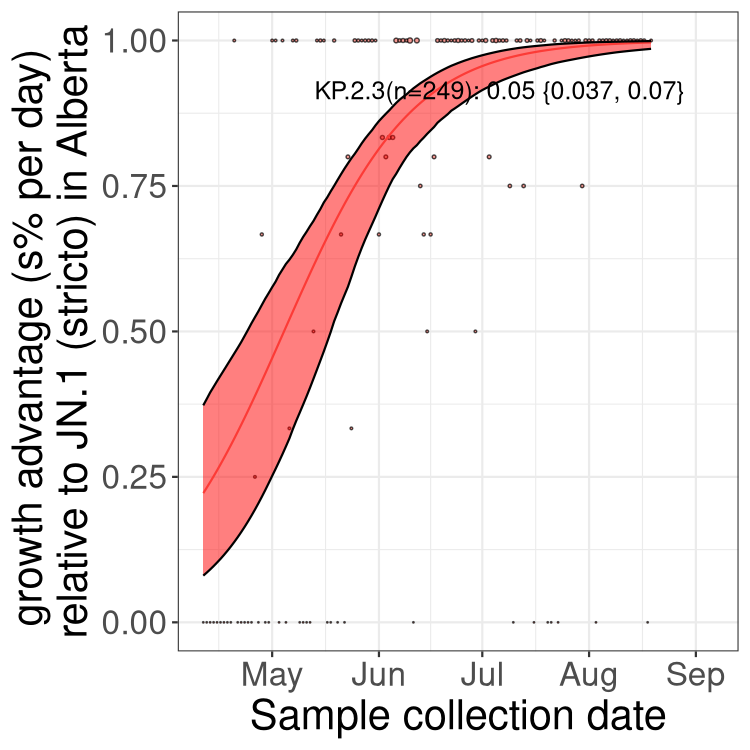 growth advantage (s% per day)
relative to JN.1 (stricto) in Alberta
1.00
0.75
0.50
0.25
0.00
KP.2.3(n=249): 0.05 {0.037, 0.07}
May Jun Jul Aug Sep
Sample collection date